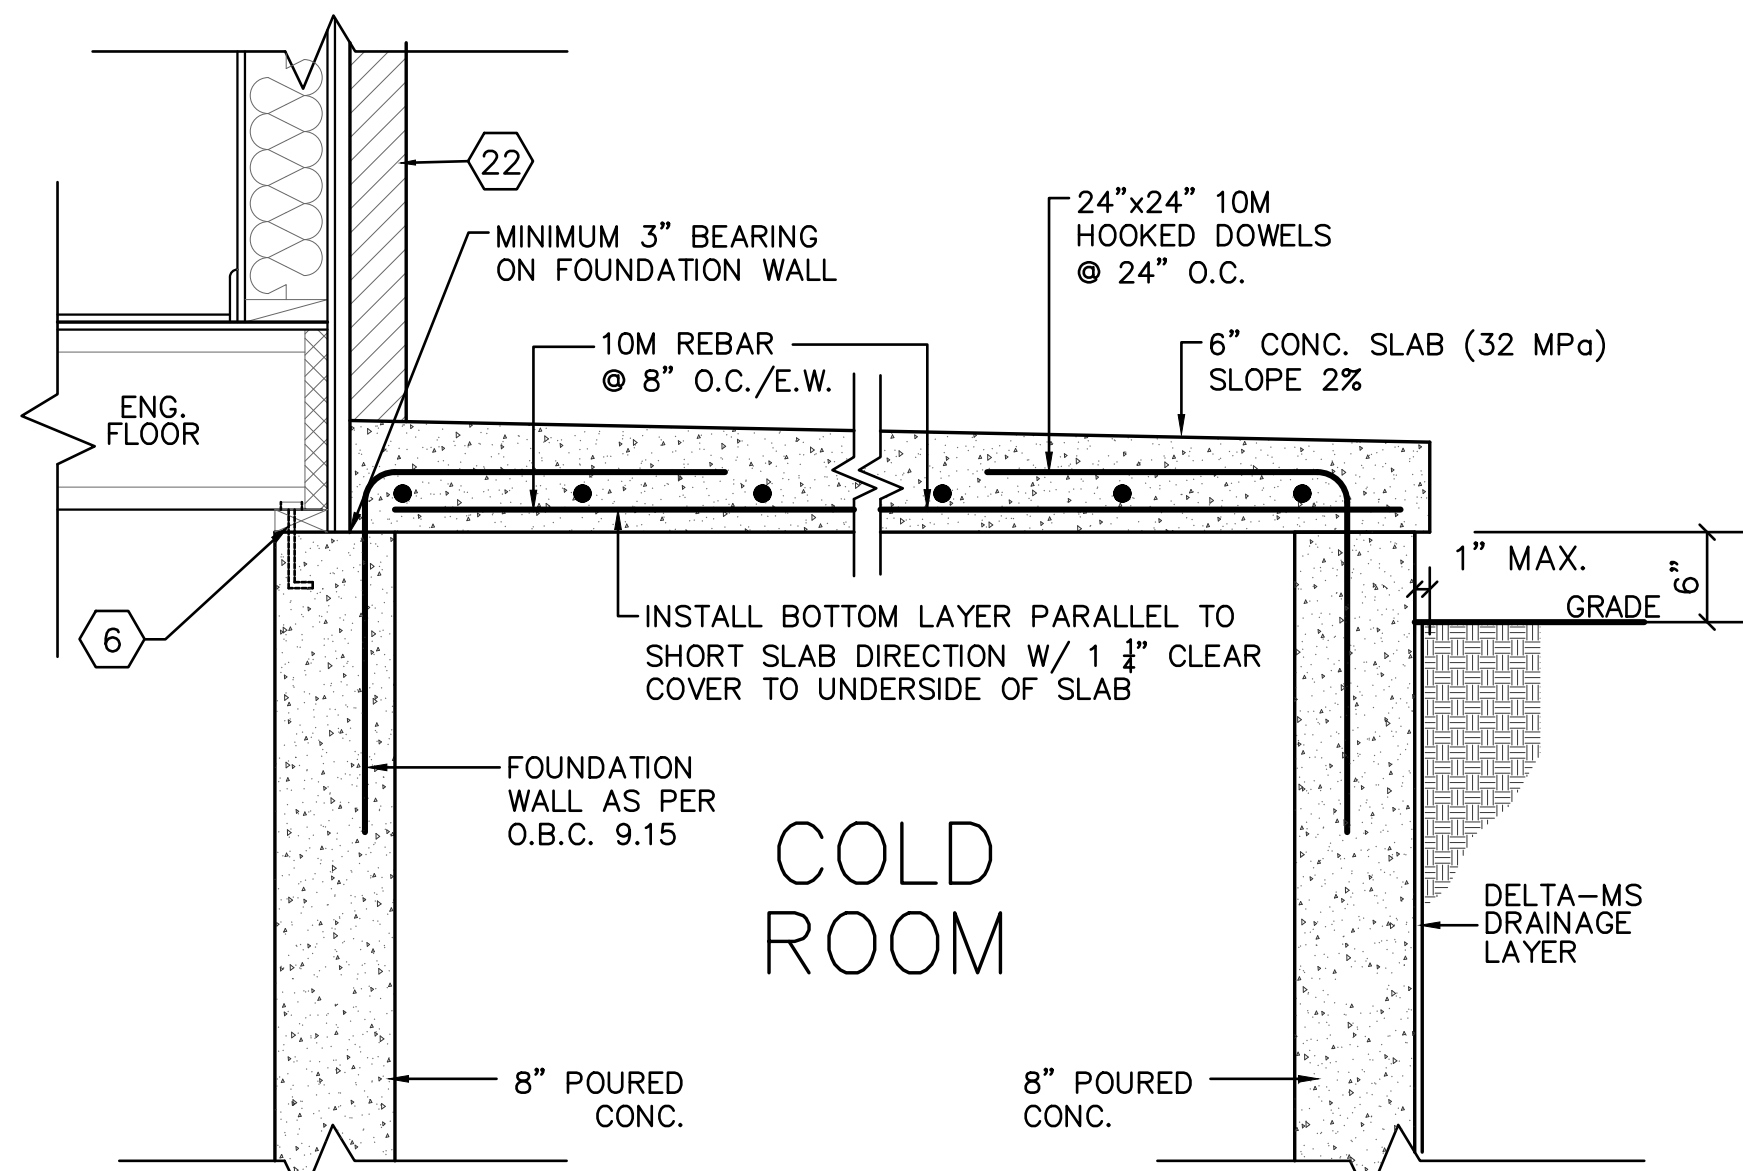 22
MINIMUM 3" BEARING
ON FOUNDATION WALL
24"x24" 10M
HOOKED DOWELS
@ 24" O.C.
10M REBAR
@ 8" O.C./E.W.
6" CONC. SLAB (32 MPa)
SLOPE 2%
ENG.
FLOOR
1" MAX.
6"
GRADE
6
INSTALL BOTTOM LAYER PARALLEL TO
SHORT SLAB DIRECTION W/ 1 1/4" CLEAR
COVER TO UNDERSIDE OF SLAB
FOUNDATION
WALL AS PER
O.B.C. 9.15
COLD
ROOM
DELTA-MS
DRAINAGE
LAYER
8" POURED
CONC.
8" POURED
CONC.